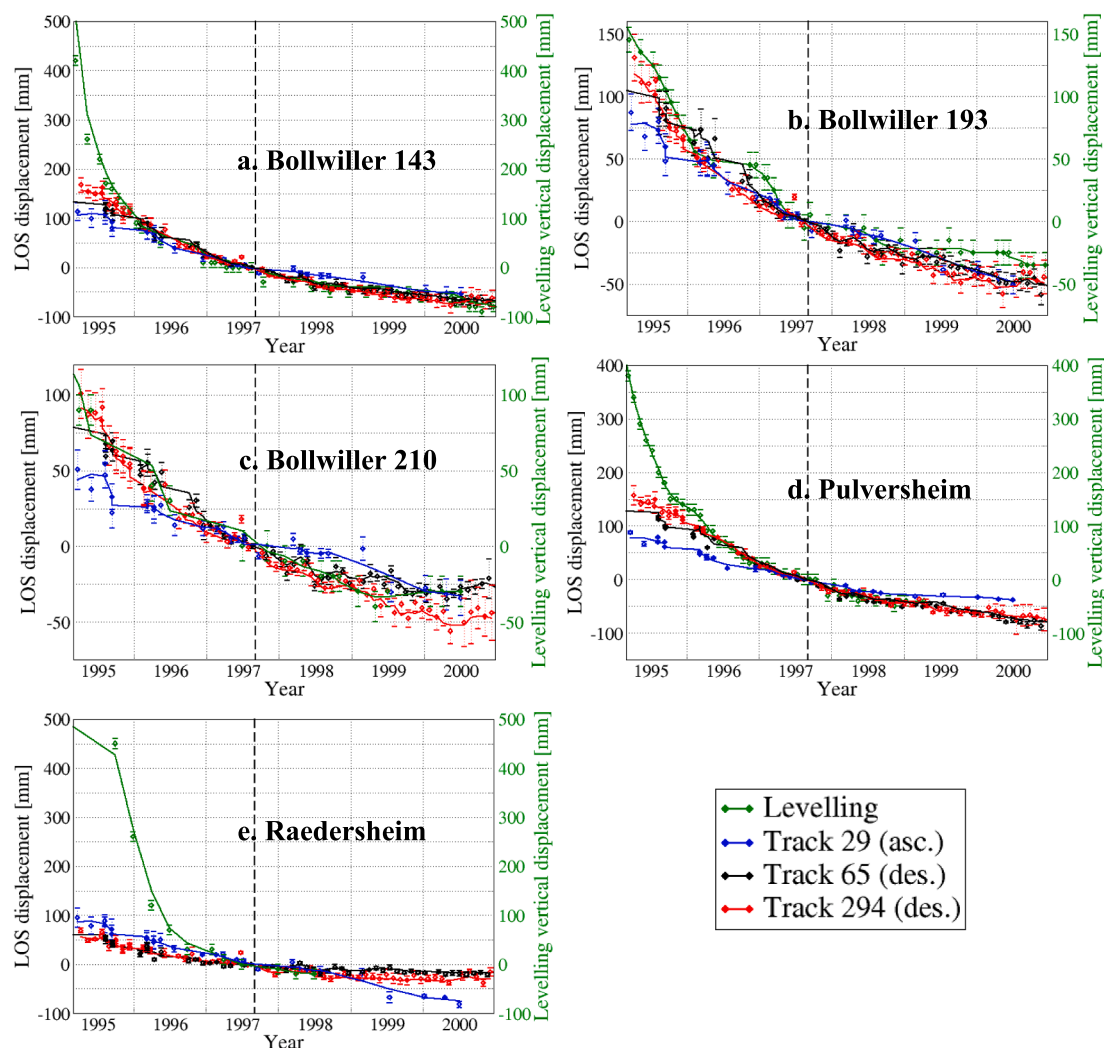 LOS displacement [mm]
500
400
300
200
100
0
-100
a. Bollwiller 143
500
400
300
200
100
0
-100
Levelling vertical displacement [mm]
1995 1996 1997 1998 1999 2000
Year
LOS displacement [mm]
150
100
50
0
-50
b. Bollwiller 193
150
100
50
0
-50
Levelling vertical displacement [mm]
1995 1996 1997 1998 1999 2000
Year
LOS displacement [mm]
100
50
0
-50
c. Bollwiller 210
100
50
0
-50
Levelling vertical displacement [mm]
1995 1996 1997 1998 1999 2000
Year
LOS displacement [mm]
400
300
200
100
0
-100
d. Pulversheim
400
300
200
100
0
-100
Levelling vertical displacement [mm]
1995 1996 1997 1998 1999 2000
Year
LOS displacement [mm]
500
400
300
200
100
0
-100
e. Raedersheim
500
400
300
200
100
0
-100
Levelling vertical displacement [mm]
1995 1996 1997 1998 1999 2000
Year
Levelling
Track 29 (asc.)
Track 65 (des.)
Track 294 (des.)